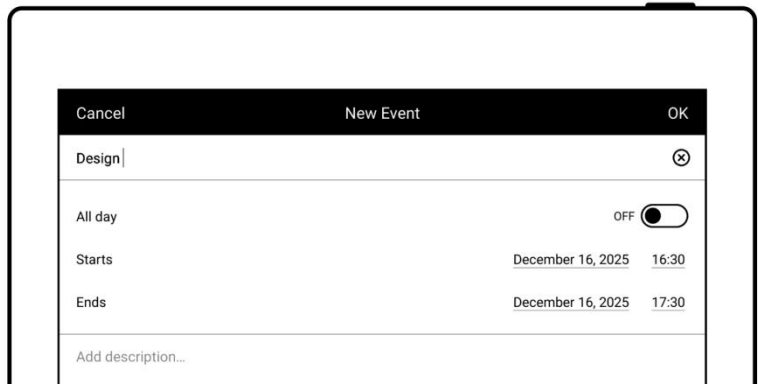 Cancel New Event OK
Design
All day OFF
Starts December 16, 2025 16:30
Ends December 16, 2025 17:30
Add description...